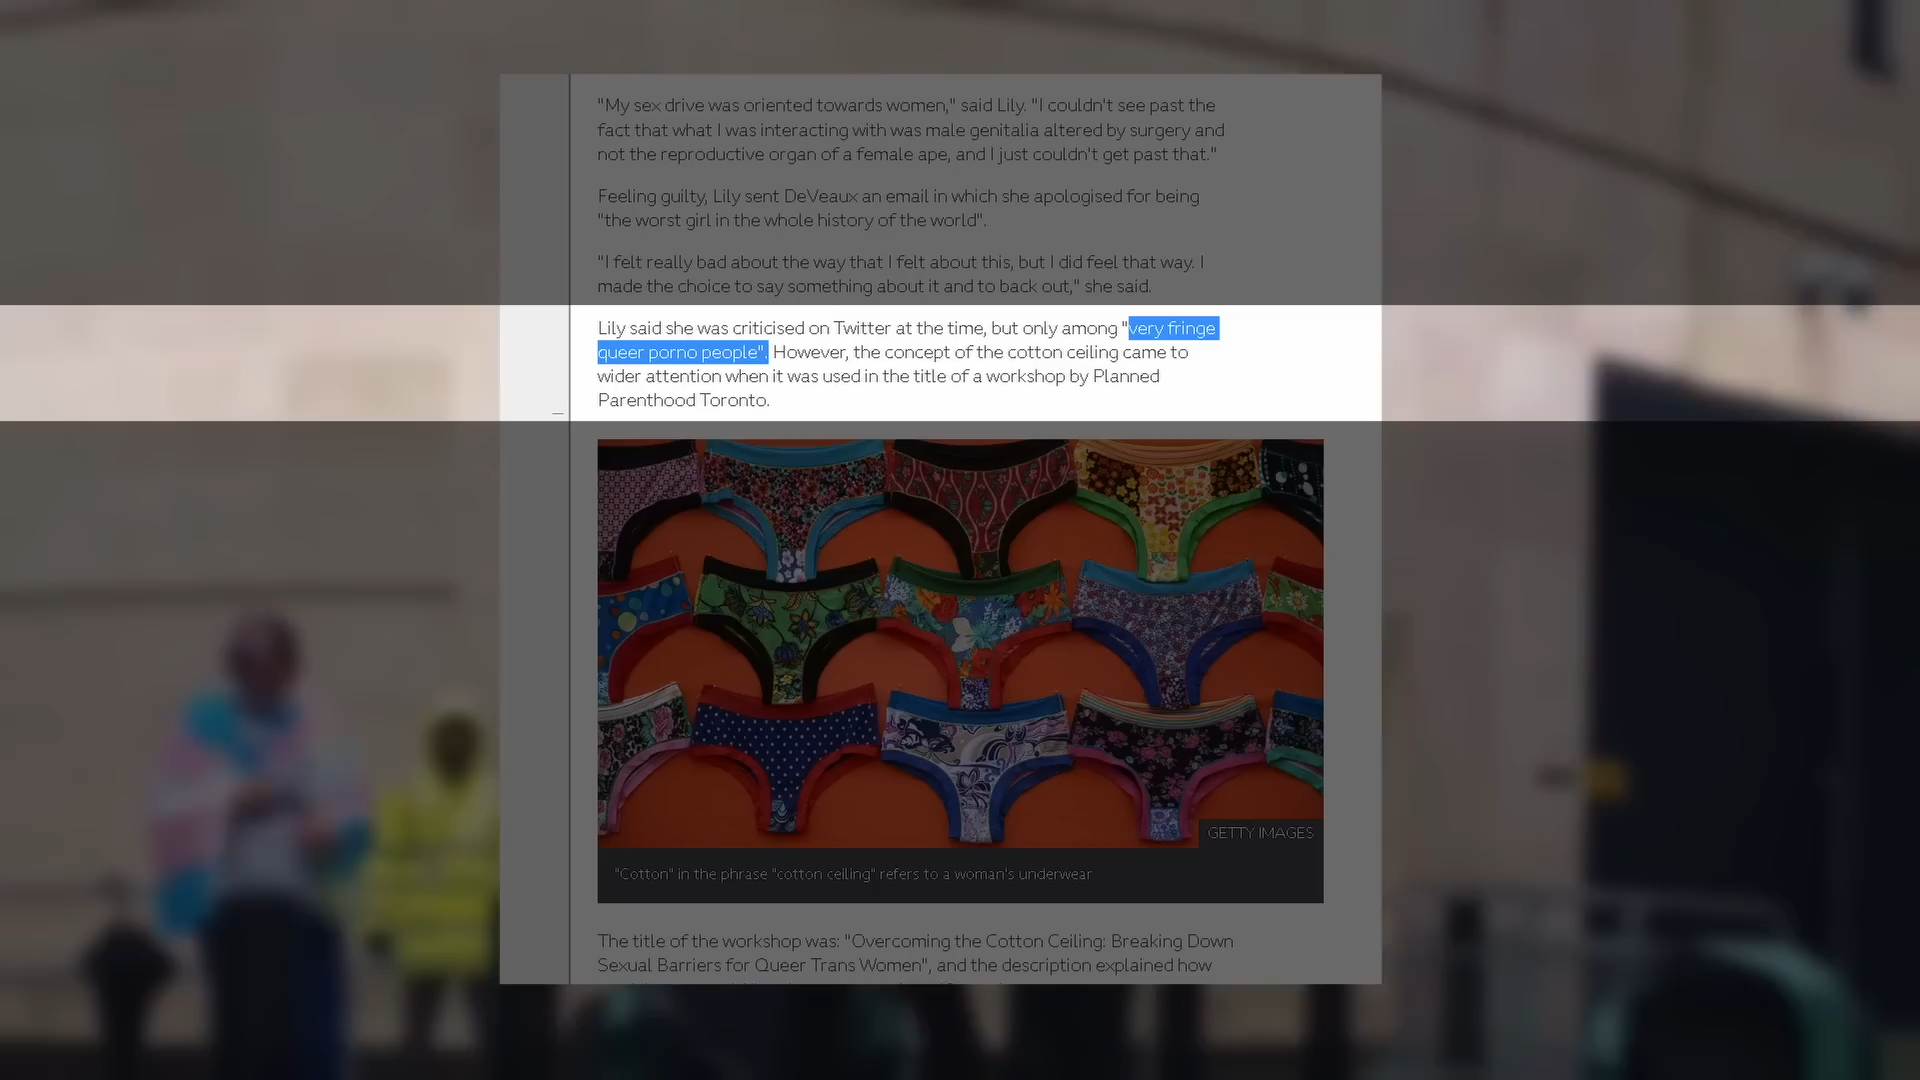 "My sex drive was oriented towards women," said Lily. "I couldn't see past the
fact that what I was interacting with was male genitalia altered by surgery and
not the reproductive organ of a female ape, and I just couldn't get past that."
Feeling guilty, Lily sent DeVeaux an email in which she apologised for being
"the worst girl in the whole history of the world".
"I felt really bad about the way that I felt about this, but I did feel that way. I
made the choice to say something about it and to back out," she said.
Lily said she was criticised on Twitter at the time, but only among "very fringe
queer porno people". However, the concept of the cotton ceiling came to
wider attention when it was used in the title of a workshop by Planned
Parenthood Toronto.
GETTY IMAGES
"Cotton" in the phrase "cotton ceiling" refers to a woman's underwear
The title of the workshop was: "Overcoming the Cotton Ceiling: Breaking Down
Sexual Barriers for Queer Trans Women", and the description explained how